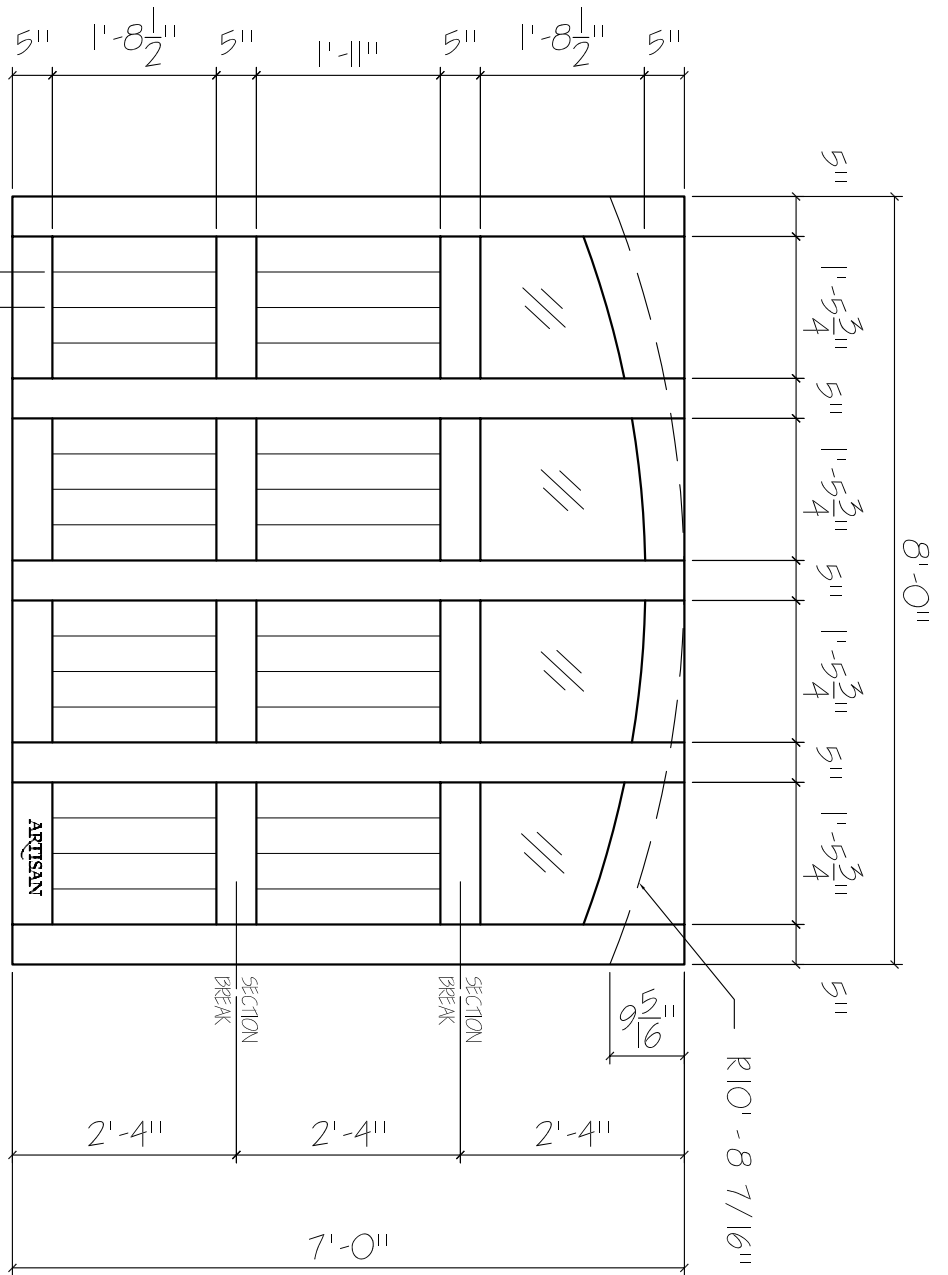 5" 1'-8 1/2" 5" 1'-11" 5" 1'-8 1/2" 5"
5"
1'-5 3/4"
5"
1'-5 3/4"
5"
1'-5 3/4"
5"
1'-5 3/4"
5"
8'-0"
ARTISAN
SECTION
BREAK
SECTION
BREAK
9 5/16"
R10'-8 7/16"
2'-4" 2'-4" 2'-4"
7'-0"